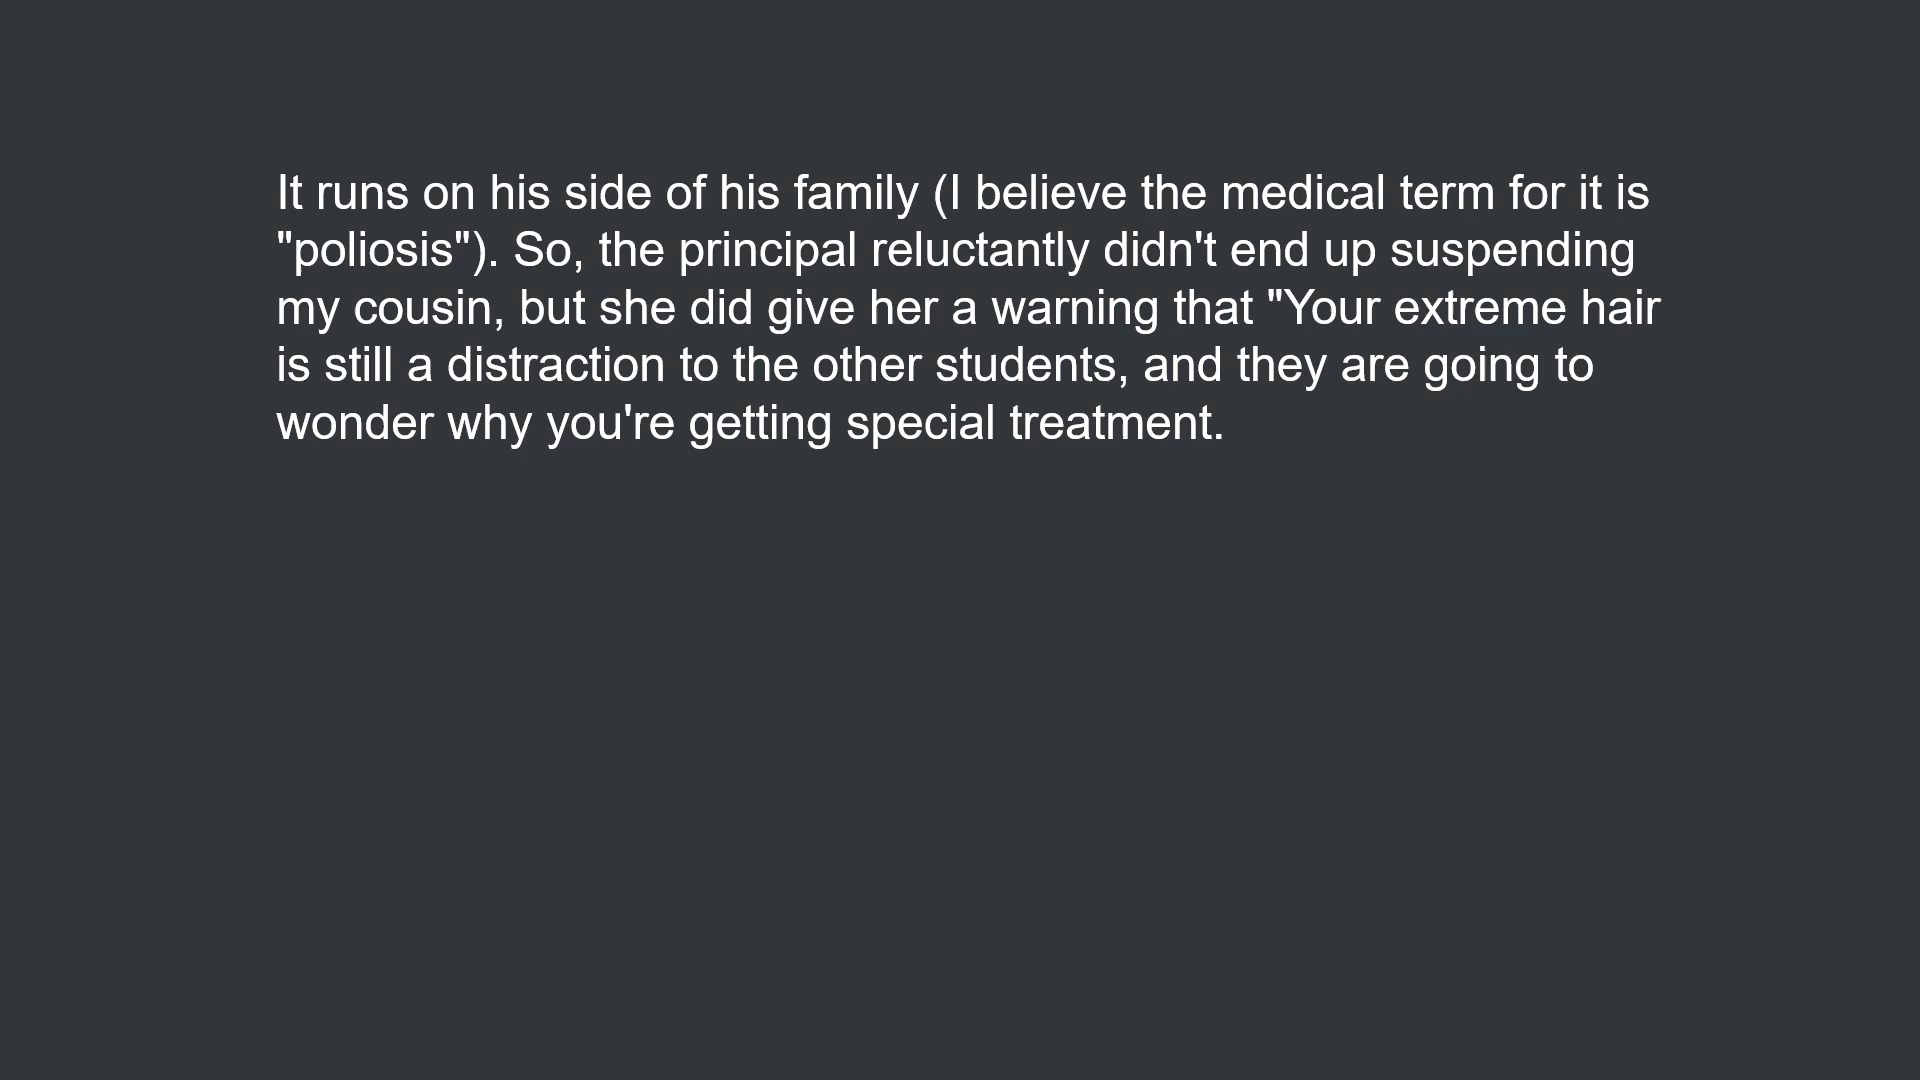 It runs on his side of his family (I believe the medical term for it is
"poliosis"). So, the principal reluctantly didn't end up suspending
my cousin, but she did give her a warning that "Your extreme hair
is still a distraction to the other students, and they are going to
wonder why you're getting special treatment.